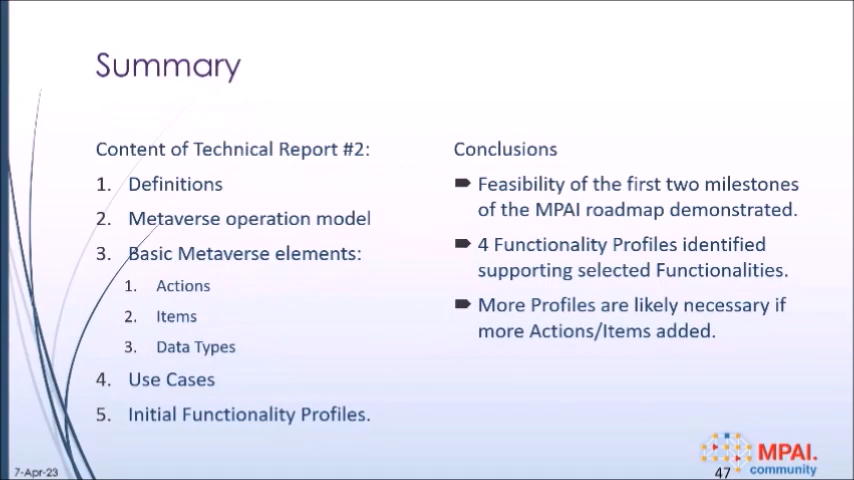 Summary
Content of Technical Report #2:
1. Definitions
2. Metaverse operation model
3. Basic Metaverse elements:
1. Actions
2. Items
3. Data Types
4. Use Cases
5. Initial Functionality Profiles.
Conclusions
Feasibility of the first two milestones
of the MPAI roadmap demonstrated.
4 Functionality Profiles identified
supporting selected Functionalities.
More Profiles are likely necessary if
more Actions/Items added.
7-Apr-23
47
MPAI.
community